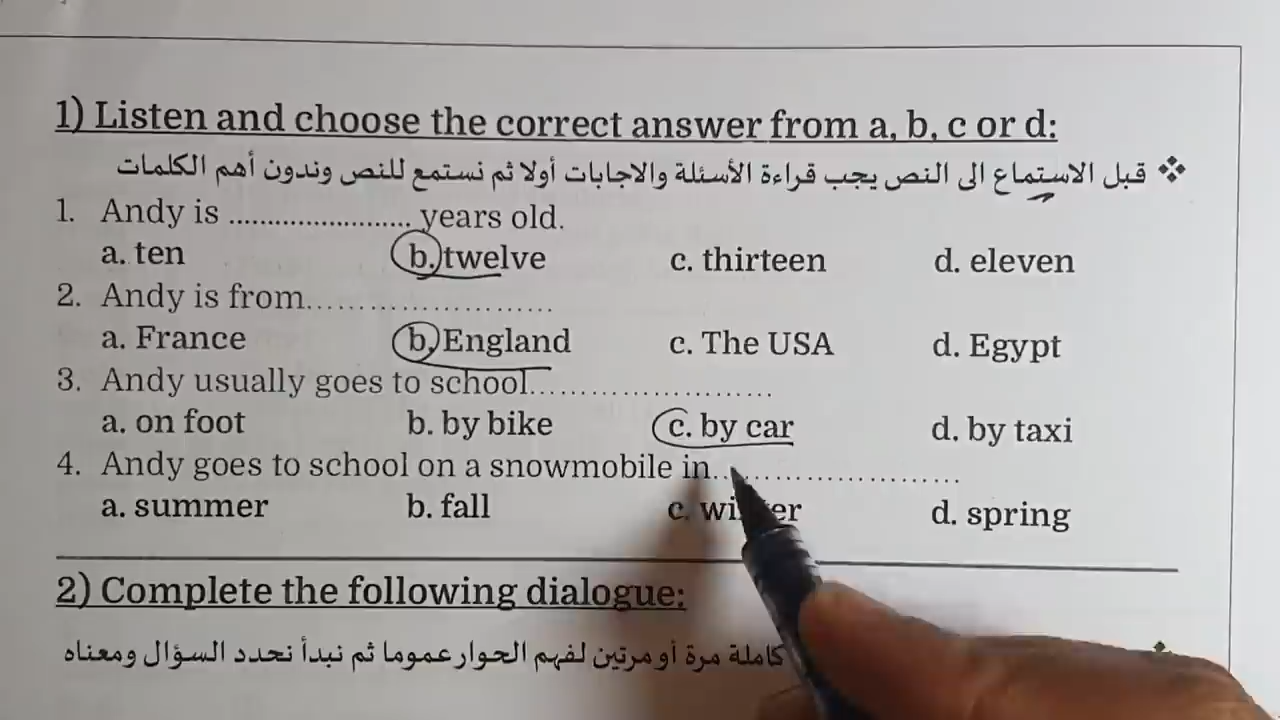 1) Listen and choose the correct answer from a, b, c or d:
❖ قبل الاستماع الى النص يجب قراءة الأسئلة والاجابات أولا ثم نستمع للنص وندون أهم الكلمات
1. Andy is ........................ years old.
a. ten b. twelve c. thirteen d. eleven
2. Andy is from........................
a. France b. England c. The USA d. Egypt
3. Andy usually goes to school........................
a. on foot b. by bike c. by car d. by taxi
4. Andy goes to school on a snowmobile in........................
a. summer b. fall c. winter d. spring
2) Complete the following dialogue:
كاملة مرة أو مرتين لفهم الحوار عموما ثم نبدأ نحدد السؤال ومعناه